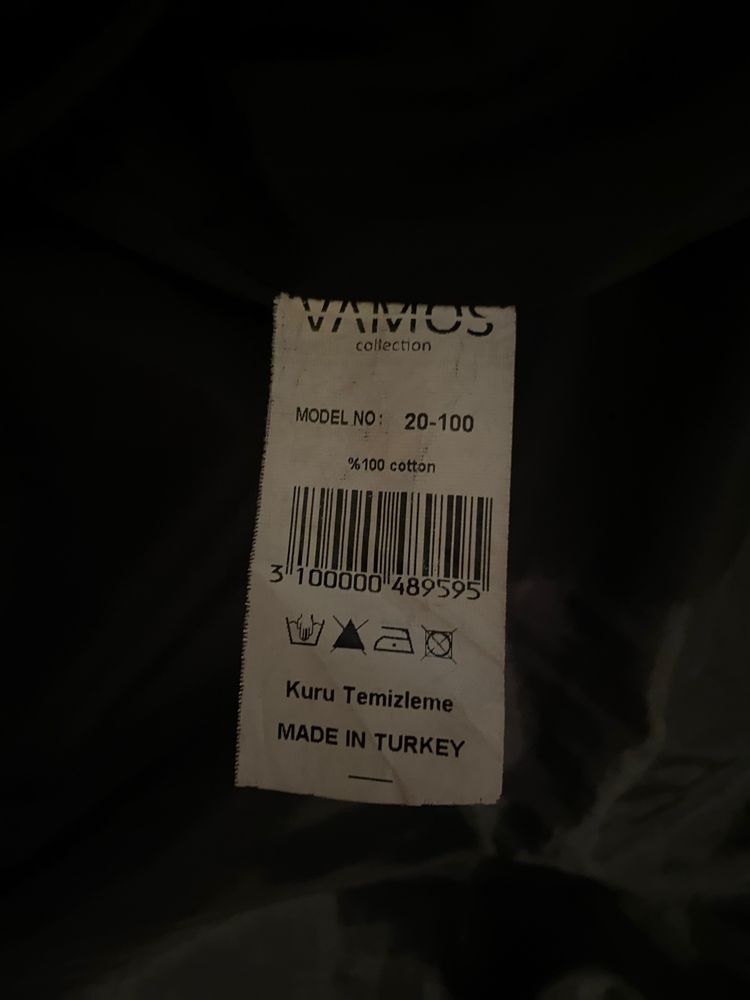 VAMOS
collection
MODEL NO: 20-100
%100 cotton
3 100000 489595
Kuru Temizleme
MADE IN TURKEY